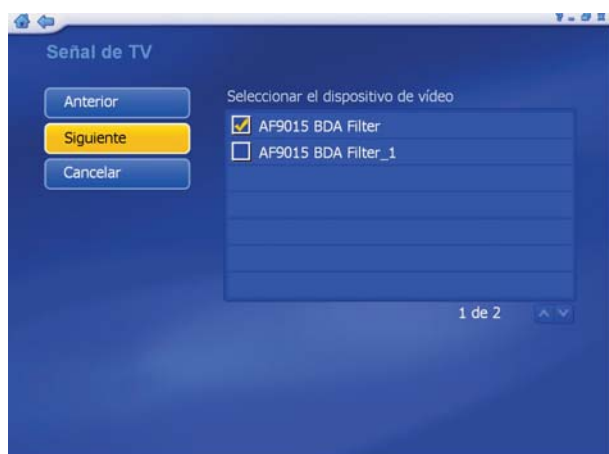 Señal de TV
Anterior
Siguiente
Cancelar
Seleccionar el dispositivo de vídeo
AF9015 BDA Filter
AF9015 BDA Filter_1
1 de 2